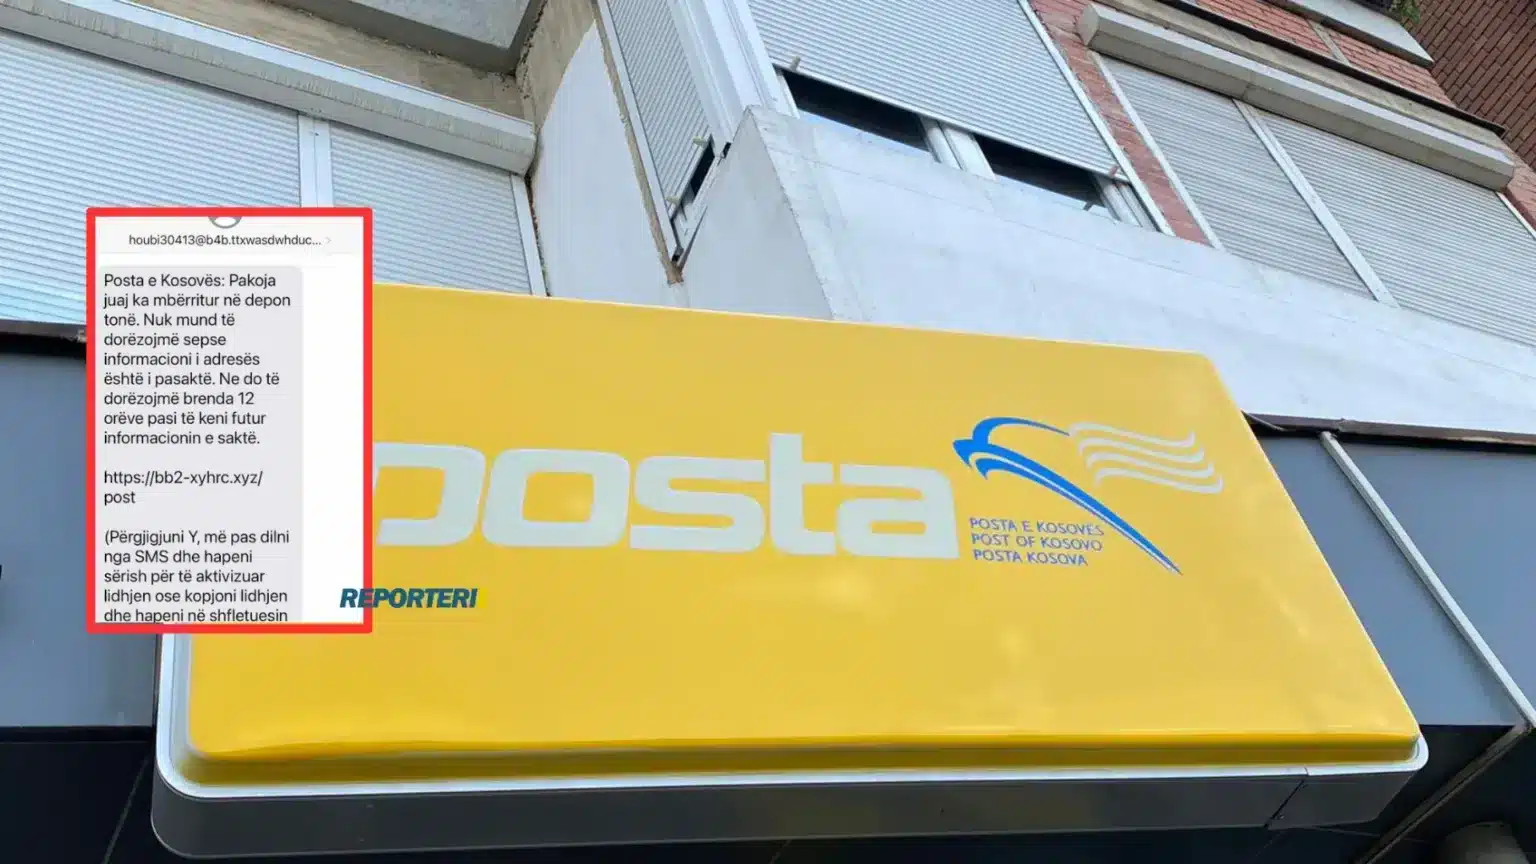 houbi30413@b4b.ttxwasdwhduc...
Posta e Kosovës: Pakoja
juaj ka mbërritur në depon
tonë. Nuk mund të
dorëzojmë sepse
informacioni i adresës
është i pasaktë. Ne do të
dorëzojmë brenda 12
orëve pasi të keni futur
informacionin e saktë.
https://bb2-xyhrc.xyz/
post
(Përgjigjuni Y, më pas dilni
nga SMS dhe hapeni
sërish për të aktivizuar
lidhjen ose kopjoni lidhjen
dhe hapeni në shfletuesin
REPORTERI
posta
POSTA E KOSOVËS
POST OF KOSOVO
POSTA KOSOVA